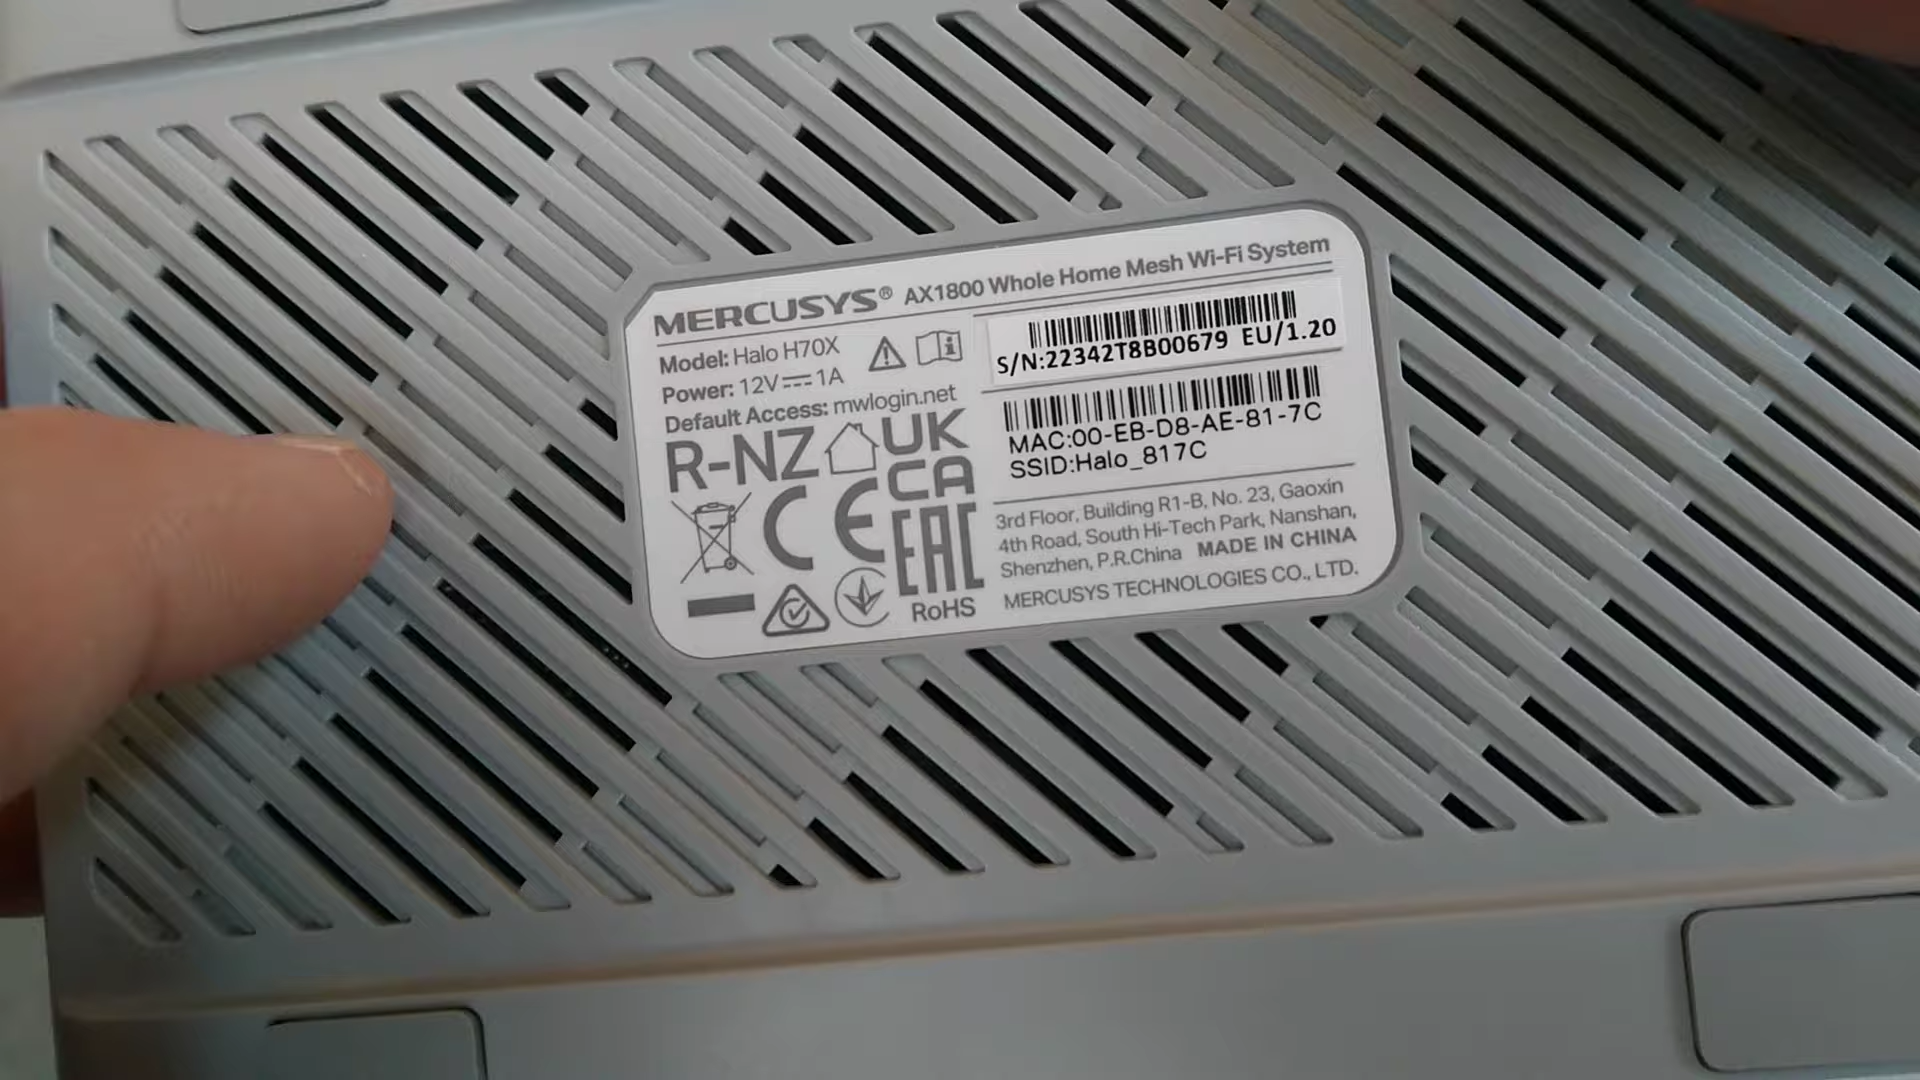 MERCUSYS® AX1800 Whole Home Mesh Wi-Fi System
Model: Halo H70X
Power: 12V⎓1A
Default Access: mwlogin.net
R-NZ
UK
CA
CE
EAC
RoHS
S/N:22342T8B00679 EU/1.20
MAC:00-EB-D8-AE-81-7C
SSID:Halo_817C
3rd Floor, Building R1-B, No. 23, Gaoxin
4th Road, South Hi-Tech Park, Nanshan,
Shenzhen, P.R.China MADE IN CHINA
MERCUSYS TECHNOLOGIES CO., LTD.